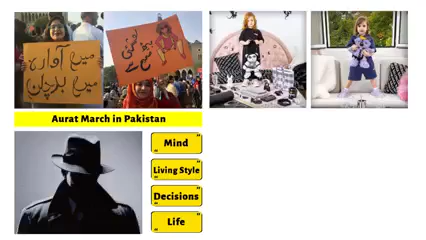 میں آوارہ
میں بدچلن
Aurat March in Pakistan
Mind
Living Style
Decisions
Life